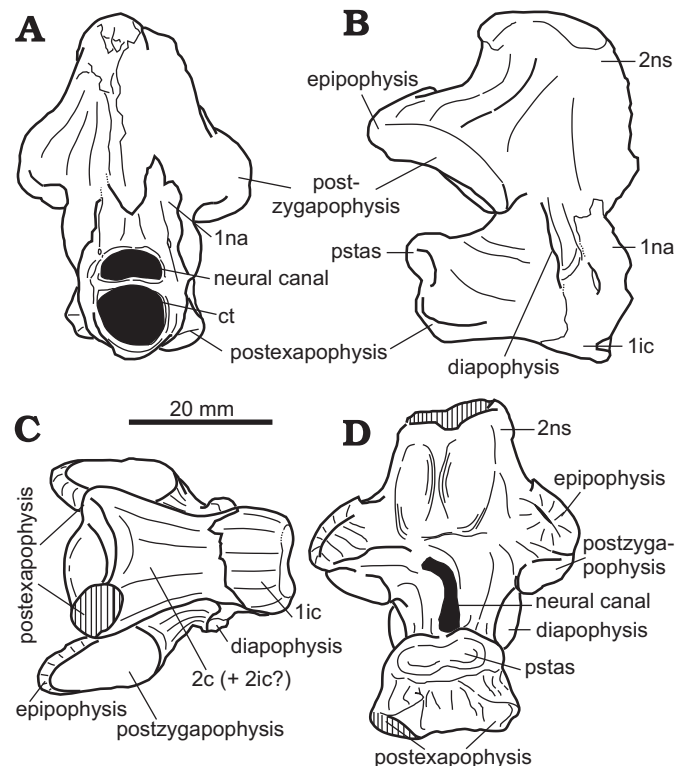 A
B
2ns
epipophysis
post-
zygapophysis
1na
1na
pstas
neural canal
ct
postexapophysis
1ic
diapophysis
20 mm
C
D
2ns
epipophysis
postexapophysis
postzyga-
pophysis
neural canal
1ic
diapophysis
diapophysis
2c (+ 2ic?)
pstas
epipophysis
postzygapophysis
postexapophysis